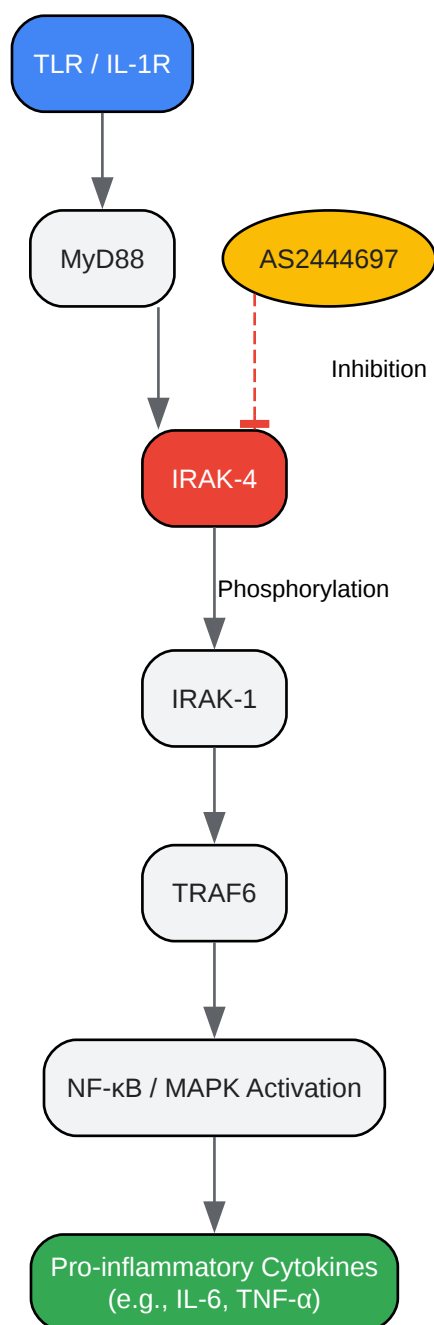 TLR / IL-1R
MyD88
AS2444697
Inhibition
IRAK-4
Phosphorylation
IRAK-1
TRAF6
NF-κB / MAPK Activation
Pro-inflammatory Cytokines
(e.g., IL-6, TNF-α)